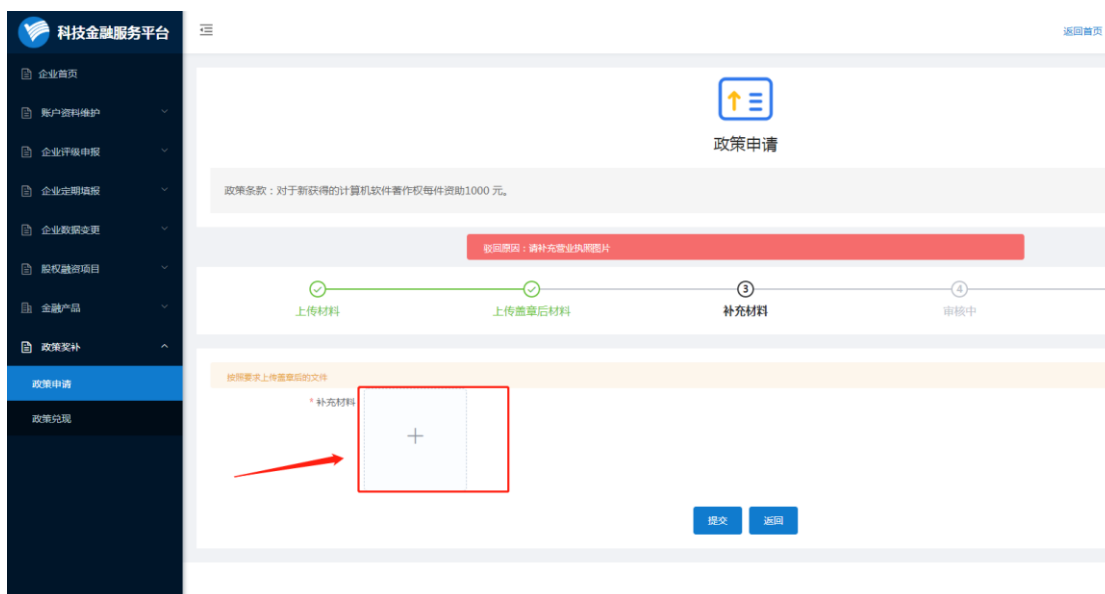 科技金融服务平台
返回首页
企业首页
账户资料维护
企业评级申报
企业定期填报
企业数据变更
股权融资项目
金融产品
政策奖补
政策申请
政策兑现
政策申请
政策条款：对于新获得的计算机软件著作权每件资助1000 元。
驳回原因：请补充营业执照图片
上传材料
上传盖章后材料
3
补充材料
4
审核中
按照要求上传盖章后的文件
* 补充材料
提交
返回